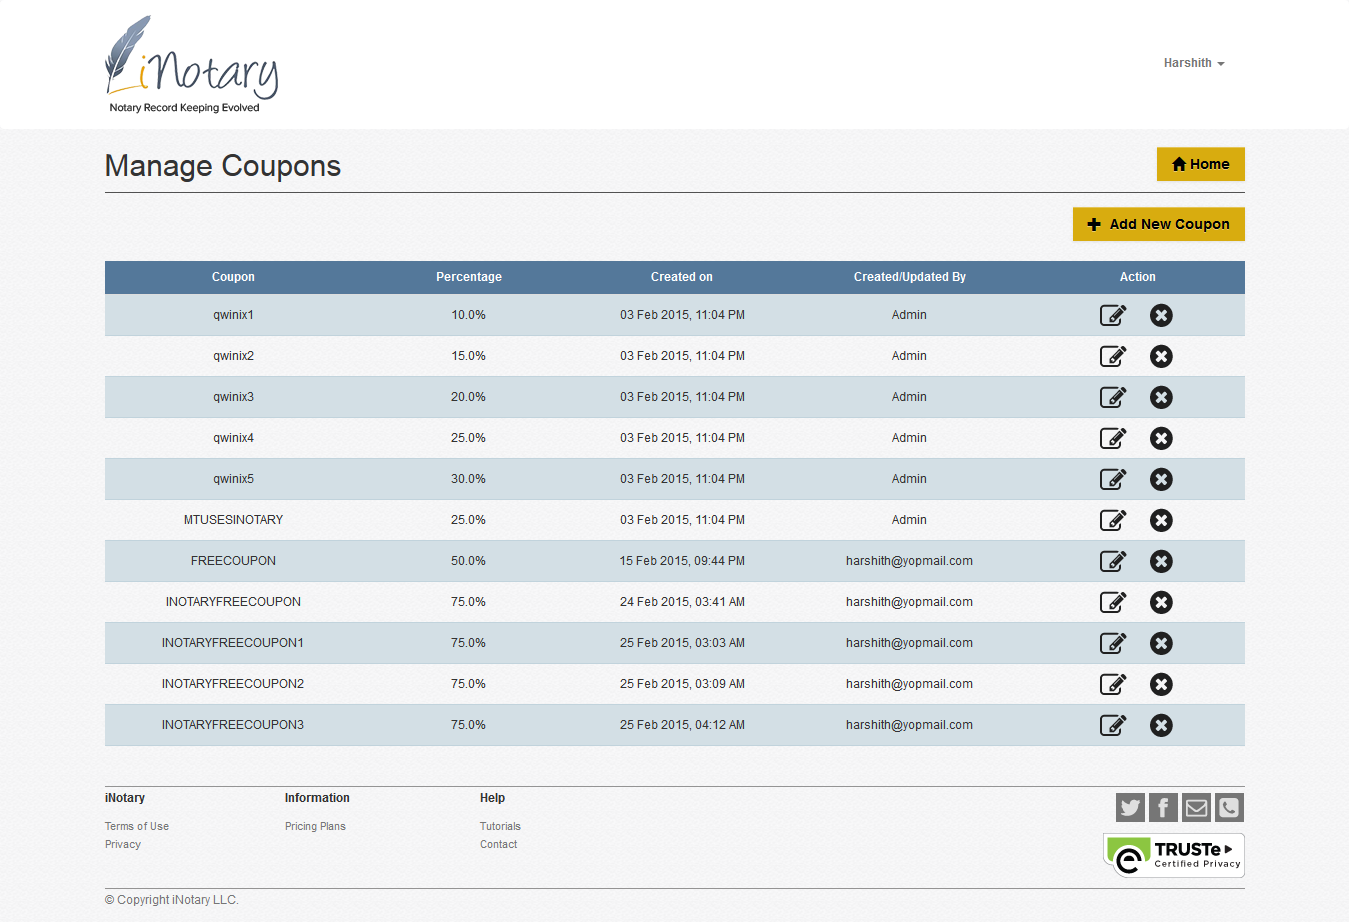 iNotary
Notary Record Keeping Evolved
Harshith
Manage Coupons
Home
Add New Coupon
Coupon Percentage Created on Created/Updated By Action
qwinix1 10.0% 03 Feb 2015, 11:04 PM Admin
qwinix2 15.0% 03 Feb 2015, 11:04 PM Admin
qwinix3 20.0% 03 Feb 2015, 11:04 PM Admin
qwinix4 25.0% 03 Feb 2015, 11:04 PM Admin
qwinix5 30.0% 03 Feb 2015, 11:04 PM Admin
MTUSESINOTARY 25.0% 03 Feb 2015, 11:04 PM Admin
FREECOUPON 50.0% 15 Feb 2015, 09:44 PM harshith@yopmail.com
INOTARYFREECOUPON 75.0% 24 Feb 2015, 03:41 AM harshith@yopmail.com
INOTARYFREECOUPON1 75.0% 25 Feb 2015, 03:03 AM harshith@yopmail.com
INOTARYFREECOUPON2 75.0% 25 Feb 2015, 03:09 AM harshith@yopmail.com
INOTARYFREECOUPON3 75.0% 25 Feb 2015, 04:12 AM harshith@yopmail.com
iNotary Information Help
Terms of Use Pricing Plans Tutorials
Privacy Contact
TRUSTe
Certified Privacy
© Copyright iNotary LLC.